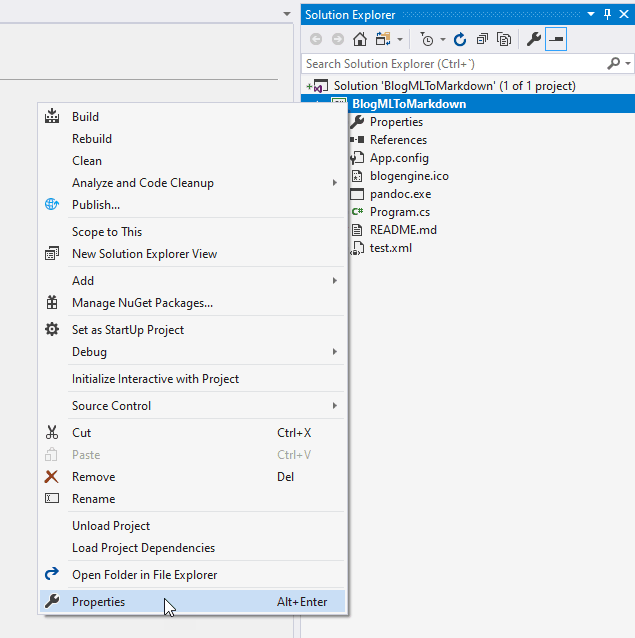 Solution Explorer
Search Solution Explorer (Ctrl+`)
Solution 'BlogMLToMarkdown' (1 of 1 project)
BlogMLToMarkdown
Properties
References
App.config
blogengine.ico
pandoc.exe
C# Program.cs
README.md
test.xml
Build
Rebuild
Clean
Analyze and Code Cleanup
Publish...
Scope to This
New Solution Explorer View
Add
Manage NuGet Packages...
Set as StartUp Project
Debug
Initialize Interactive with Project
Source Control
Cut Ctrl+X
Paste Ctrl+V
Remove Del
Rename
Unload Project
Load Project Dependencies
Open Folder in File Explorer
Properties Alt+Enter